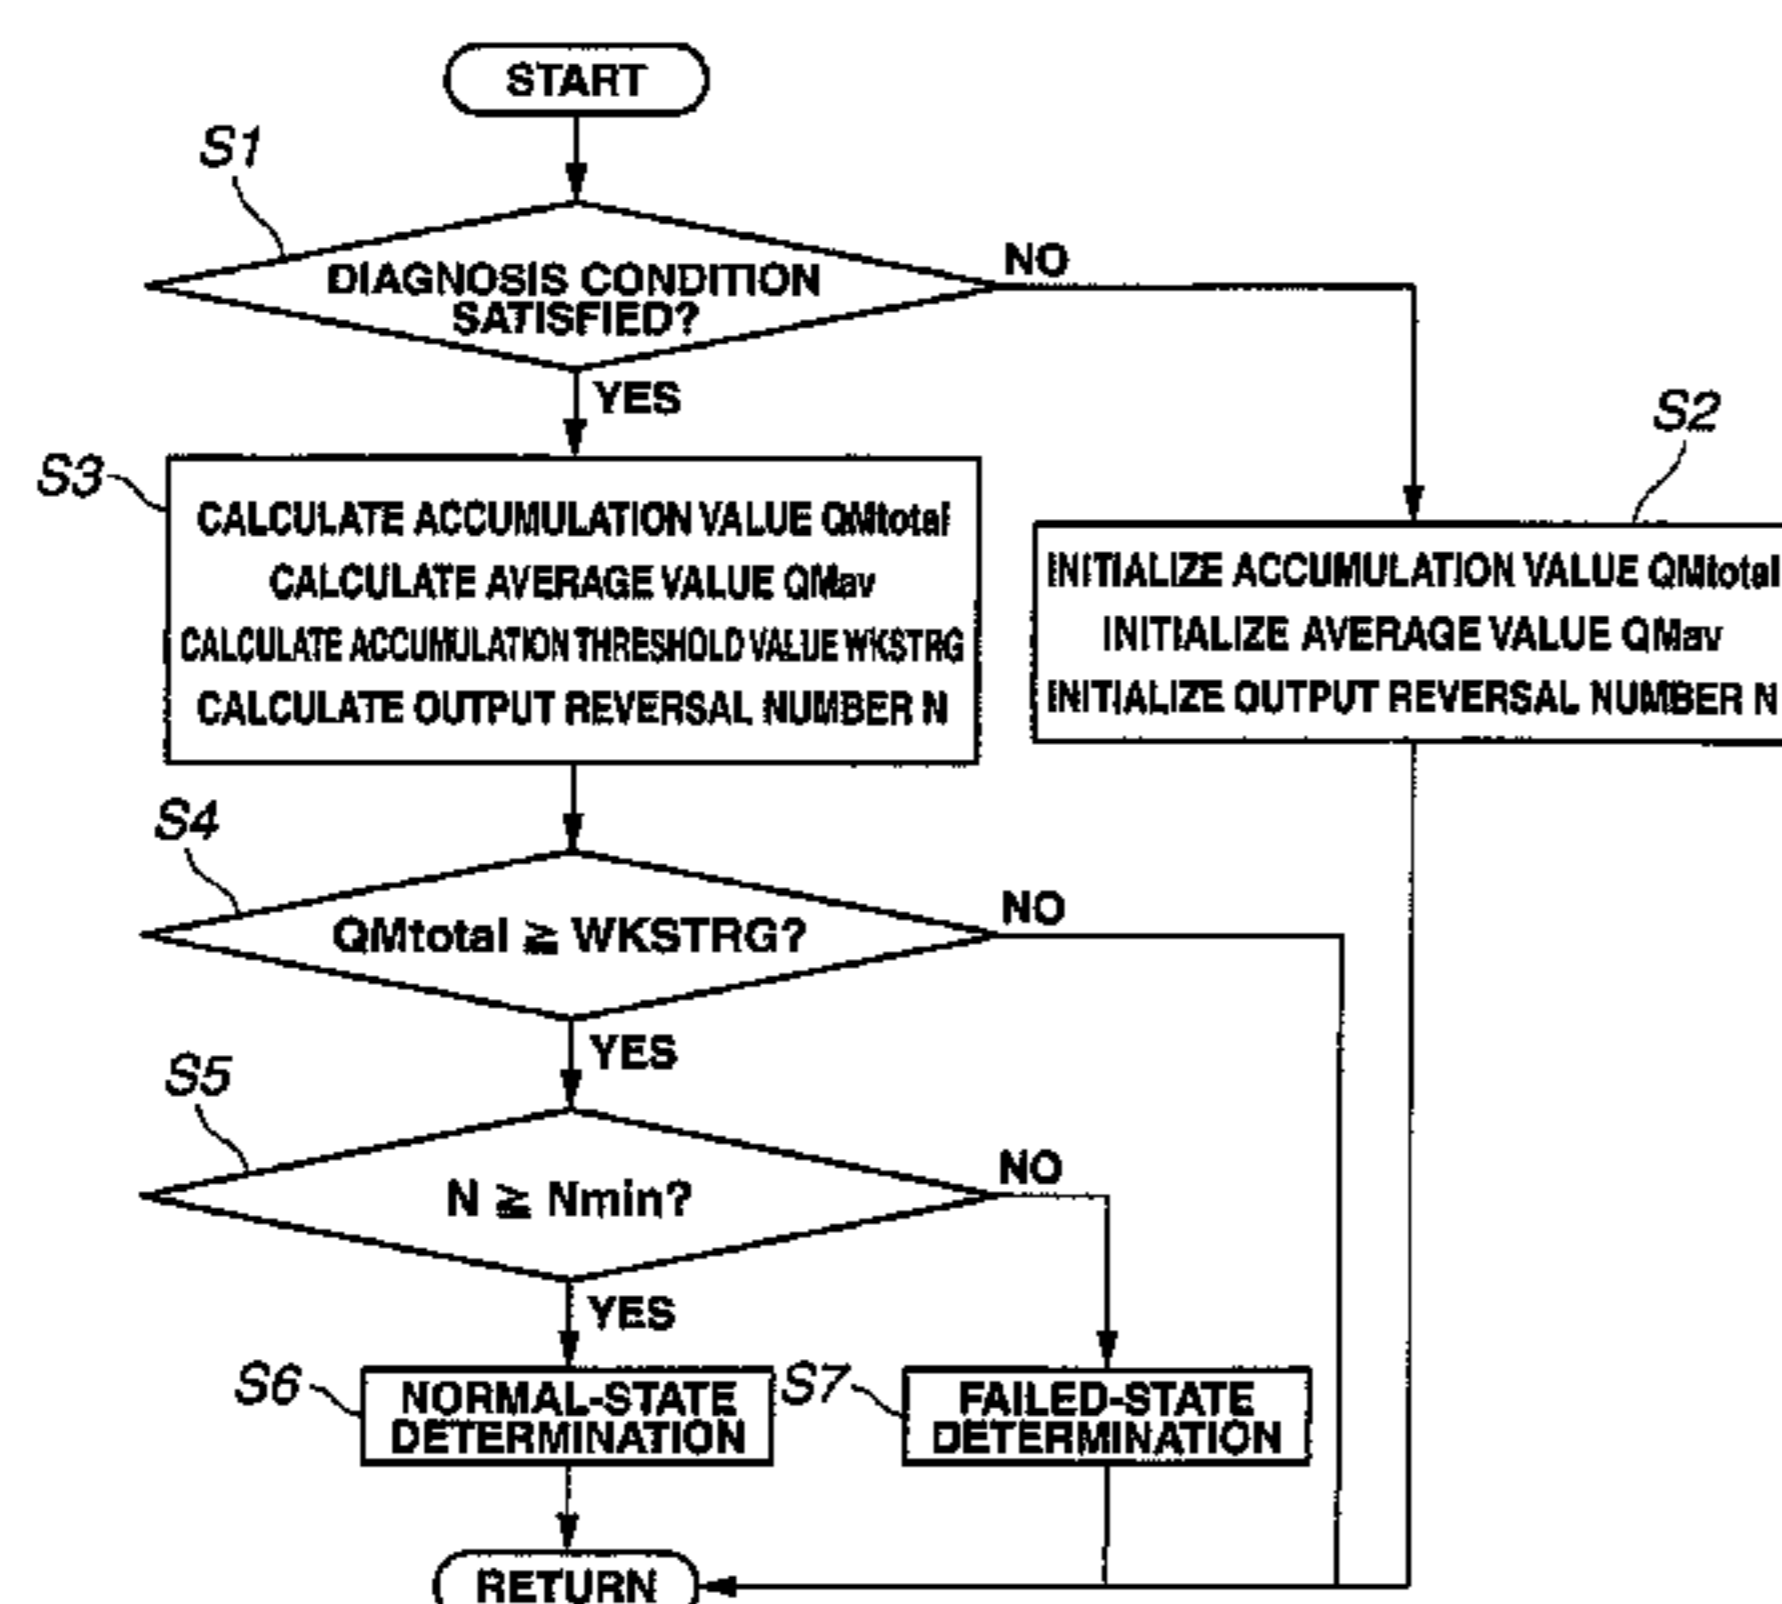 START
S1
DIAGNOSIS CONDITION
SATISFIED?
NO
YES
S2
S3
CALCULATE ACCUMULATION VALUE QMtotal
CALCULATE AVERAGE VALUE QMav
CALCULATE ACCUMULATION THRESHOLD VALUE WKSTRG
CALCULATE OUTPUT REVERSAL NUMBER N
INITIALIZE ACCUMULATION VALUE QMtotal
INITIALIZE AVERAGE VALUE QMav
INITIALIZE OUTPUT REVERSAL NUMBER N
S4
QMtotal ≧ WKSTRG?
NO
YES
S5
N ≧ Nmin?
NO
YES
S6
NORMAL-STATE
DETERMINATION
S7
FAILED-STATE
DETERMINATION
RETURN